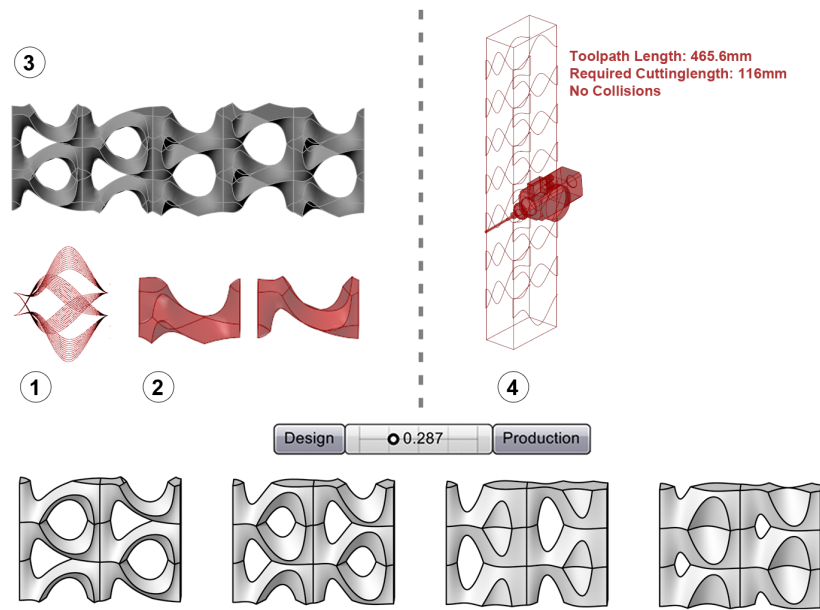 3
Toolpath Length: 465.6mm
Required Cuttinglength: 116mm
No Collisions
1
2
4
Design
0.287
Production